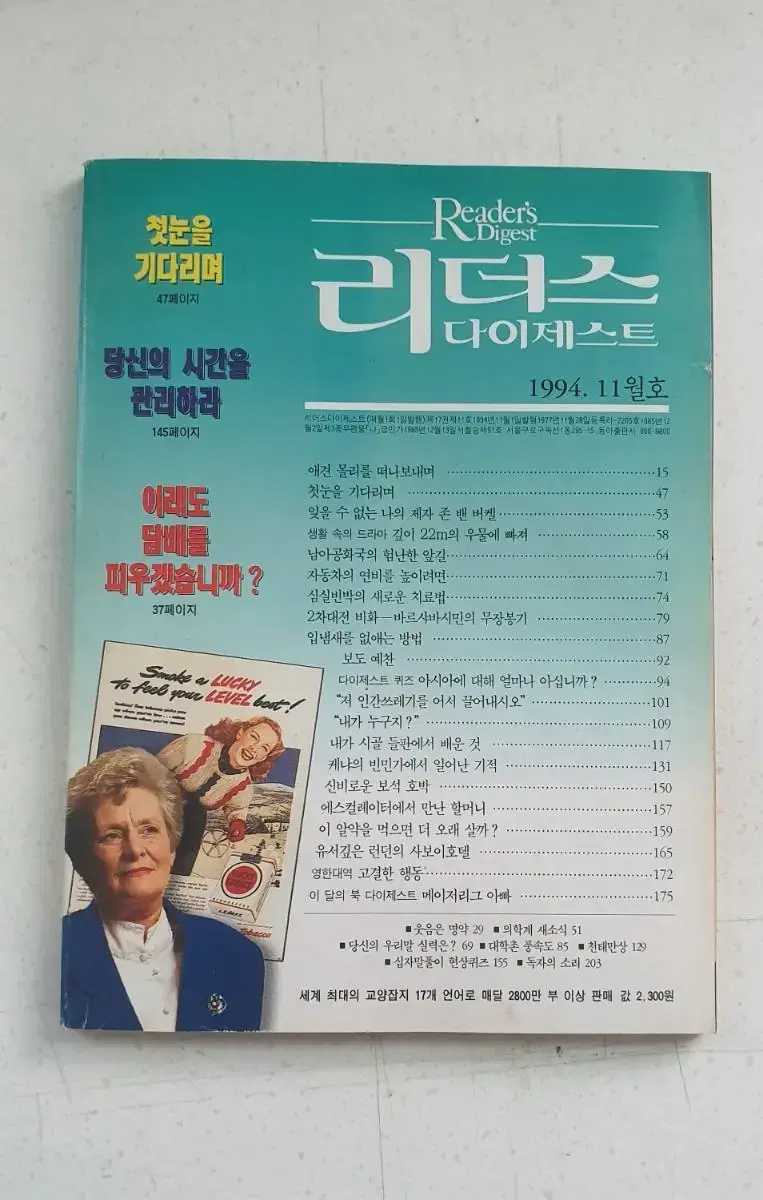 Reader's
Digest
리더스
다이제스트
1994. 11월호
첫눈을
기다리며
47페이지
당신의 시간을
관리하라
145페이지
이래도
담배를
피우겠습니까?
37페이지
Smoke a LUCKY
to feel your LEVEL best!
LUCKY
STRIKE
Tobacco
애견 몰리를 떠나보내며 15
첫눈을 기다리며 47
잊을 수 없는 나의 제자 존 밴 버켈 53
생활 속의 드라마 깊이 22m의 우물에 빠져 58
남아공화국의 험난한 앞길 64
자동차의 연비를 높이려면 71
심실빈박의 새로운 치료법 74
2차대전 비화—바르샤바시민의 무장봉기 79
입냄새를 없애는 방법 87
보도 예찬 92
다이제스트 퀴즈 아시아에 대해 얼마나 아십니까? 94
"저 인간쓰레기를 어서 끌어내시오" 101
"내가 누구지?" 109
내가 시골 들판에서 배운 것 117
케냐의 빈민가에서 일어난 기적 131
신비로운 보석 호박 150
에스컬레이터에서 만난 할머니 157
이 알약을 먹으면 더 오래 살까? 159
유서깊은 런던의 사보이호텔 165
영한대역 고결한 행동 172
이 달의 북 다이제스트 메이저리그 아빠 175
■ 웃음은 명약 29 ■ 의학계 새소식 51
■ 당신의 우리말 실력은? 69 ■ 대학촌 풍속도 85 ■ 천태만상 129
■ 십자말풀이 현상퀴즈 155 ■ 독자의 소리 203
세계 최대의 교양잡지 17개 언어로 매달 2800만 부 이상 판매 값 2,300원